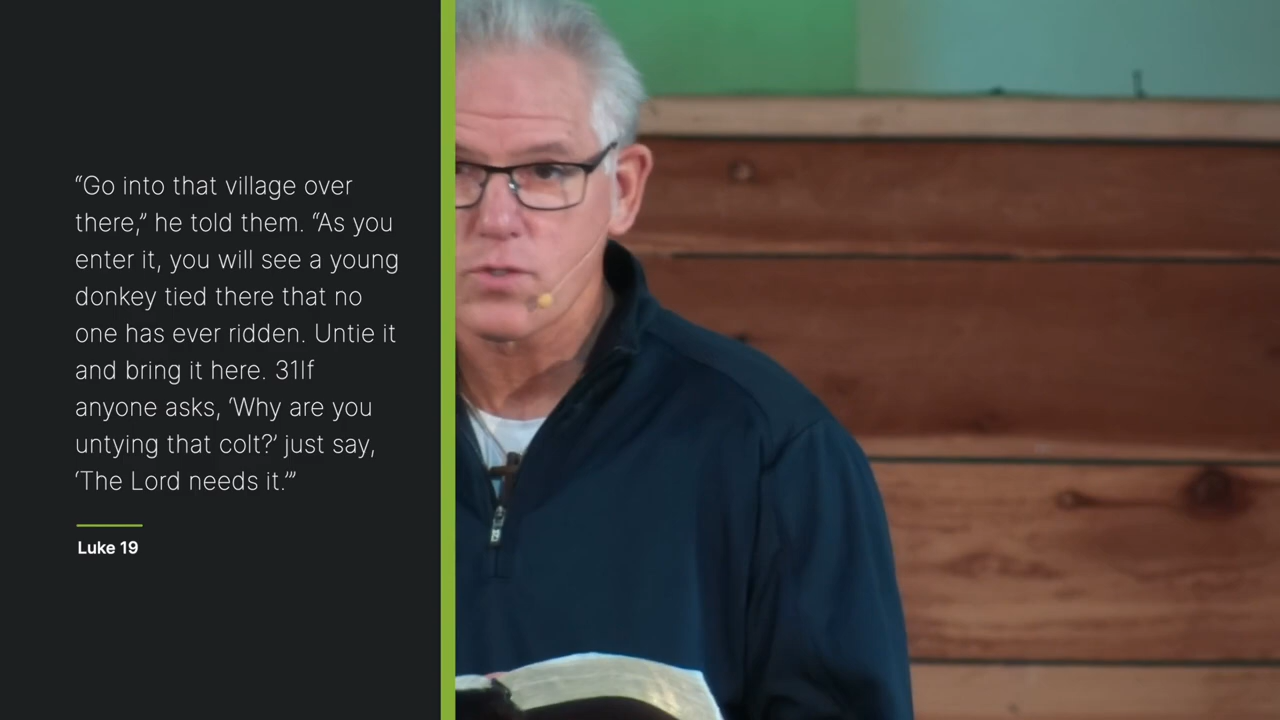 “Go into that village over
there,” he told them. “As you
enter it, you will see a young
donkey tied there that no
one has ever ridden. Untie it
and bring it here. 31If
anyone asks, ‘Why are you
untying that colt?’ just say,
‘The Lord needs it.’”
Luke 19